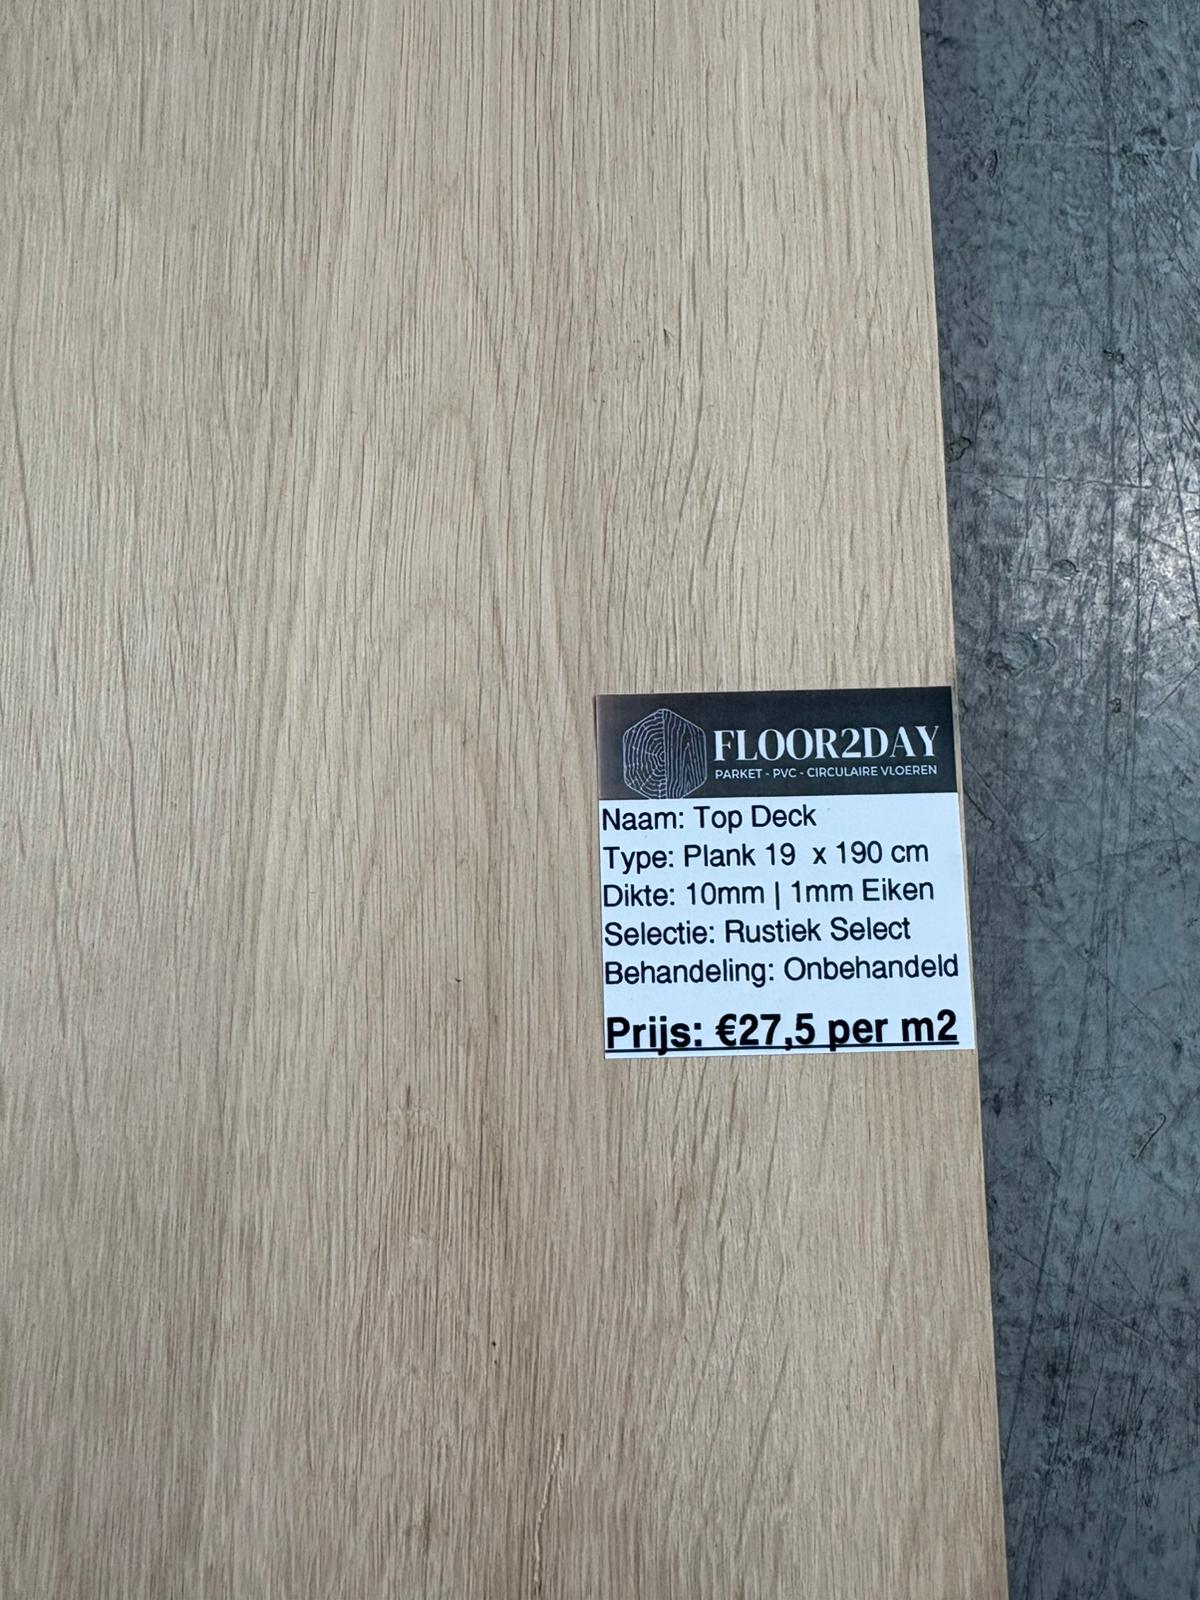 FLOOR2DAY
PARKET - PVC - CIRCULAIRE VLOEREN
Naam: Top Deck
Type: Plank 19 x 190 cm
Dikte: 10mm | 1mm Eiken
Selectie: Rustiek Select
Behandeling: Onbehandeld
Prijs: €27,5 per m2